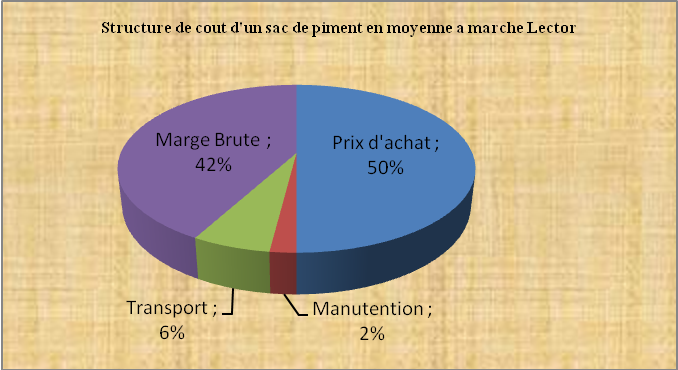 Structure de cout d'un sac de piment en moyenne a marche Lector
Marge Brute ;
42%
Prix d'achat ;
50%
Transport ;
6%
Manutention ;
2%